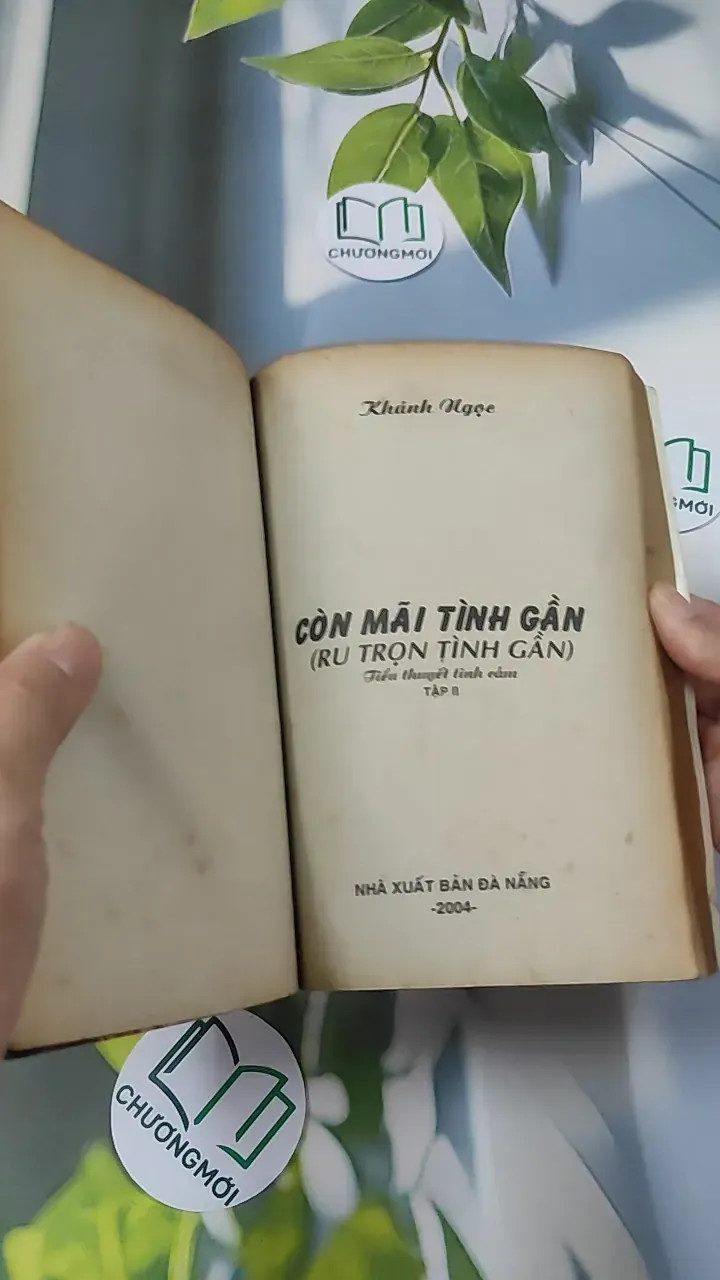 CHƯƠNGMỚI
Khánh Ngọc
GMỚI
CÒN MÃI TÌNH GẦN
(RU TRỌN TÌNH GẦN)
Tiểu thuyết tình cảm
TẬP II
NHÀ XUẤT BẢN ĐÀ NẴNG
-2004-
CHƯƠNGMỚI